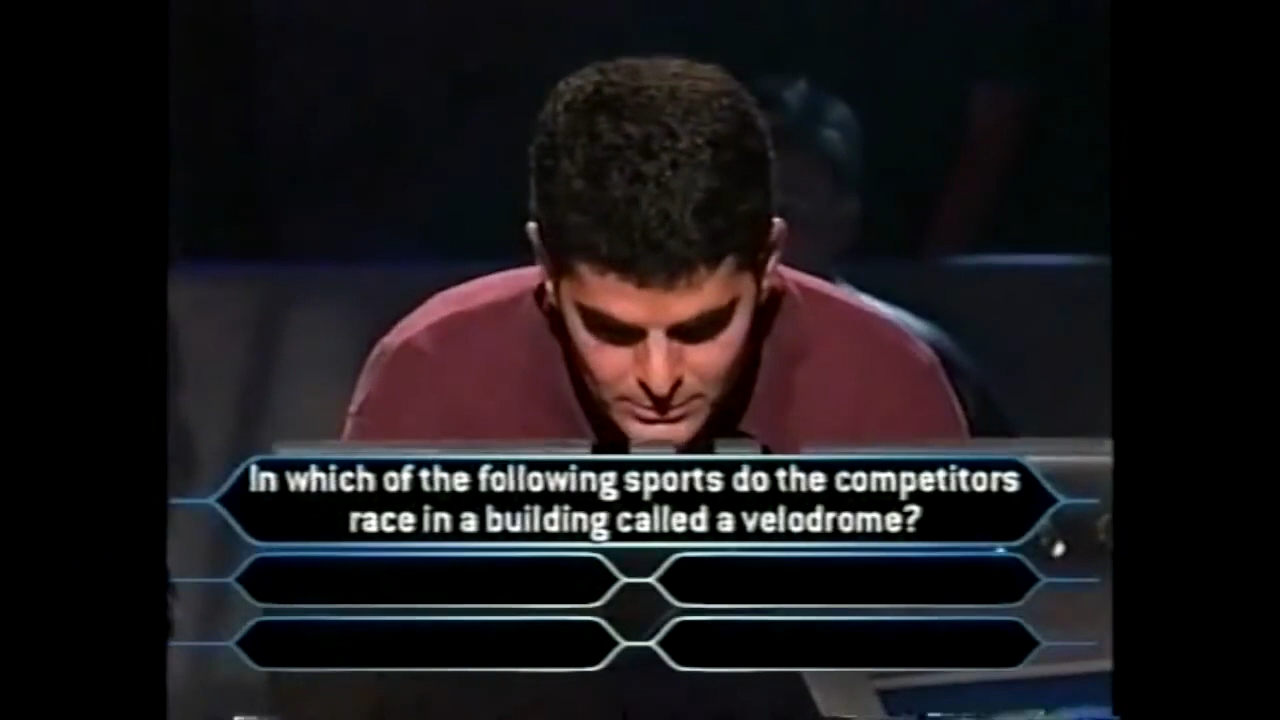 In which of the following sports do the competitors
race in a building called a velodrome?